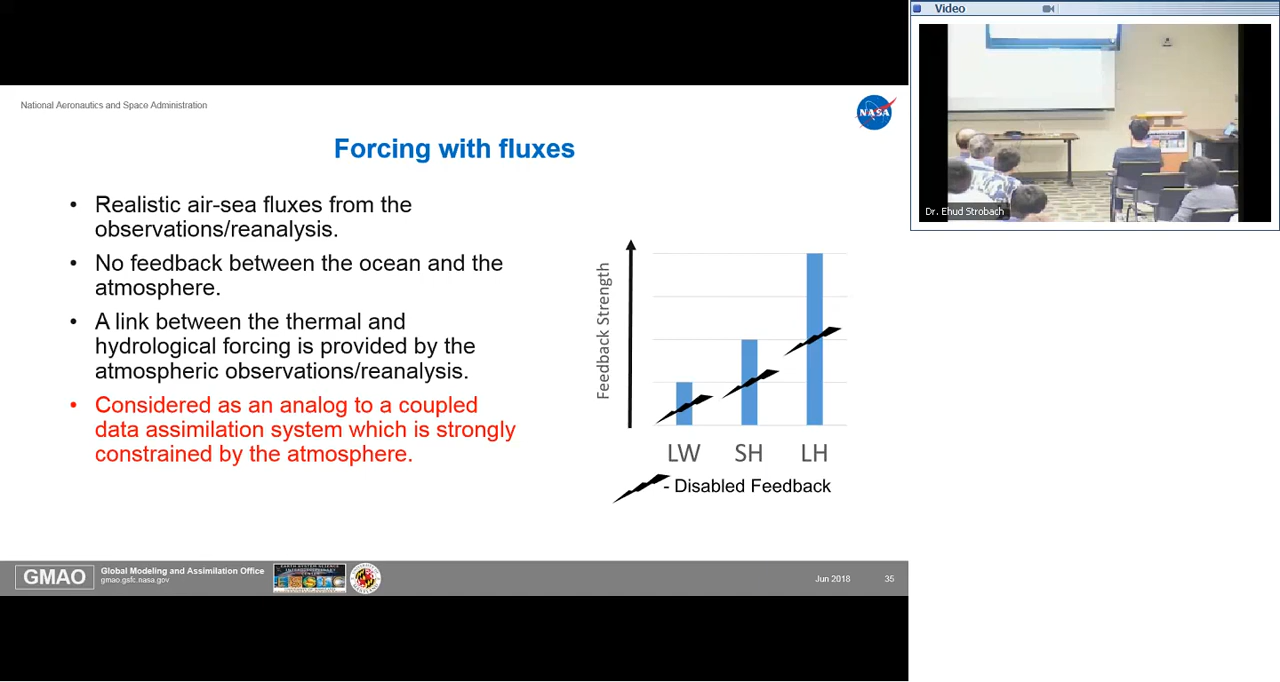 Video
National Aeronautics and Space Administration
NASA
Forcing with fluxes
• Realistic air-sea fluxes from the
observations/reanalysis.
• No feedback between the ocean and the
atmosphere.
• A link between the thermal and
hydrological forcing is provided by the
atmospheric observations/reanalysis.
• Considered as an analog to a coupled
data assimilation system which is strongly
constrained by the atmosphere.
Feedback Strength
LW SH LH
- Disabled Feedback
Dr. Ehud Strobach
GMAO
Global Modeling and Assimilation Office
gmao.gsfc.nasa.gov
Jun 2018
35